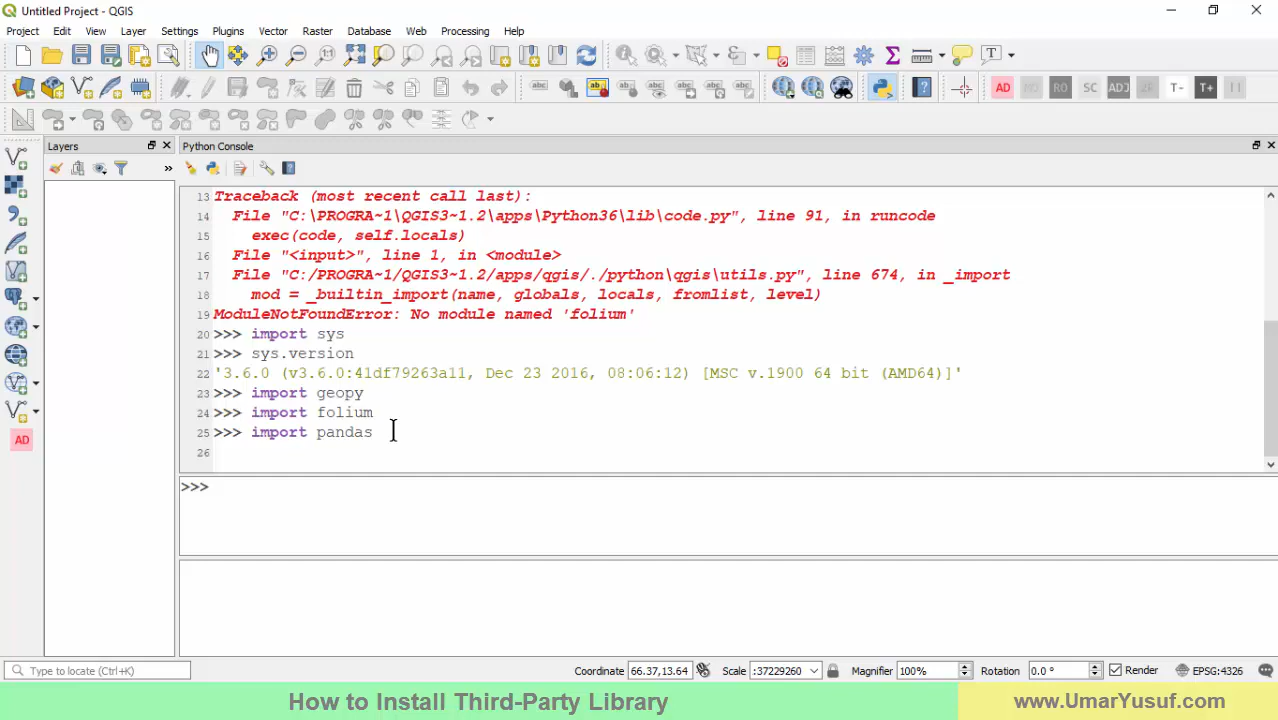 Untitled Project - QGIS
Project Edit View Layer Settings Plugins Vector Raster Database Web Processing Help
AD RO SC ADJ T- T+
Layers
Python Console
13 Traceback (most recent call last):
14 File "C:\PROGRA~1\QGIS3~1.2\apps\Python36\lib\code.py", line 91, in runcode
15 exec(code, self.locals)
16 File "<input>", line 1, in <module>
17 File "C:/PROGRA~1/QGIS3~1.2/apps/qgis/./python\qgis\utils.py", line 674, in _import
18 mod = _builtin_import(name, globals, locals, fromlist, level)
19 ModuleNotFoundError: No module named 'folium'
20 >>> import sys
21 >>> sys.version
22 '3.6.0 (v3.6.0:41df79263a11, Dec 23 2016, 08:06:12) [MSC v.1900 64 bit (AMD64)]'
23 >>> import geopy
24 >>> import folium
25 >>> import pandas
26
>>>
AD
Type to locate (Ctrl+K)
Coordinate 66.37,13.64 Scale :37229260 Magnifier 100% Rotation 0.0 ° Render EPSG:4326
How to Install Third-Party Library
www.UmarYusuf.com